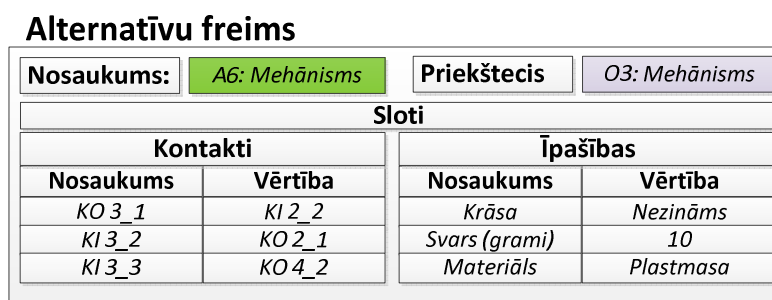 Alternatīvu freims
Nosaukums: A6: Mehānisms Priekštecis O3: Mehānisms
Sloti
Kontakti Īpašības
Nosaukums Vērtība Nosaukums Vērtība
KO 3_1 KI 2_2 Krāsa Nezināms
KI 3_2 KO 2_1 Svars (grami) 10
KI 3_3 KO 4_2 Materiāls Plastmasa